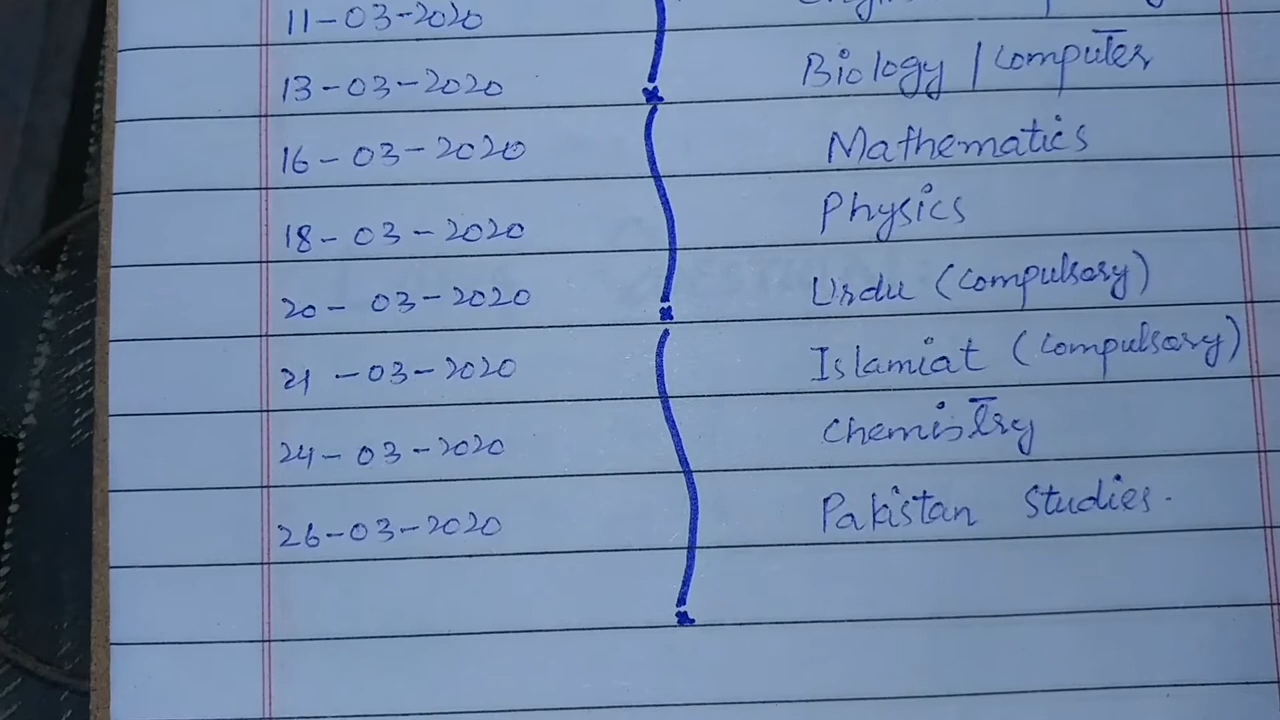 11-03-2020
13-03-2020 Biology / Computer
16-03-2020 Mathematics
18-03-2020 Physics
20-03-2020 Urdu (Compulsory)
21-03-2020 Islamiat (Compulsory)
24-03-2020 Chemistry
26-03-2020 Pakistan Studies.